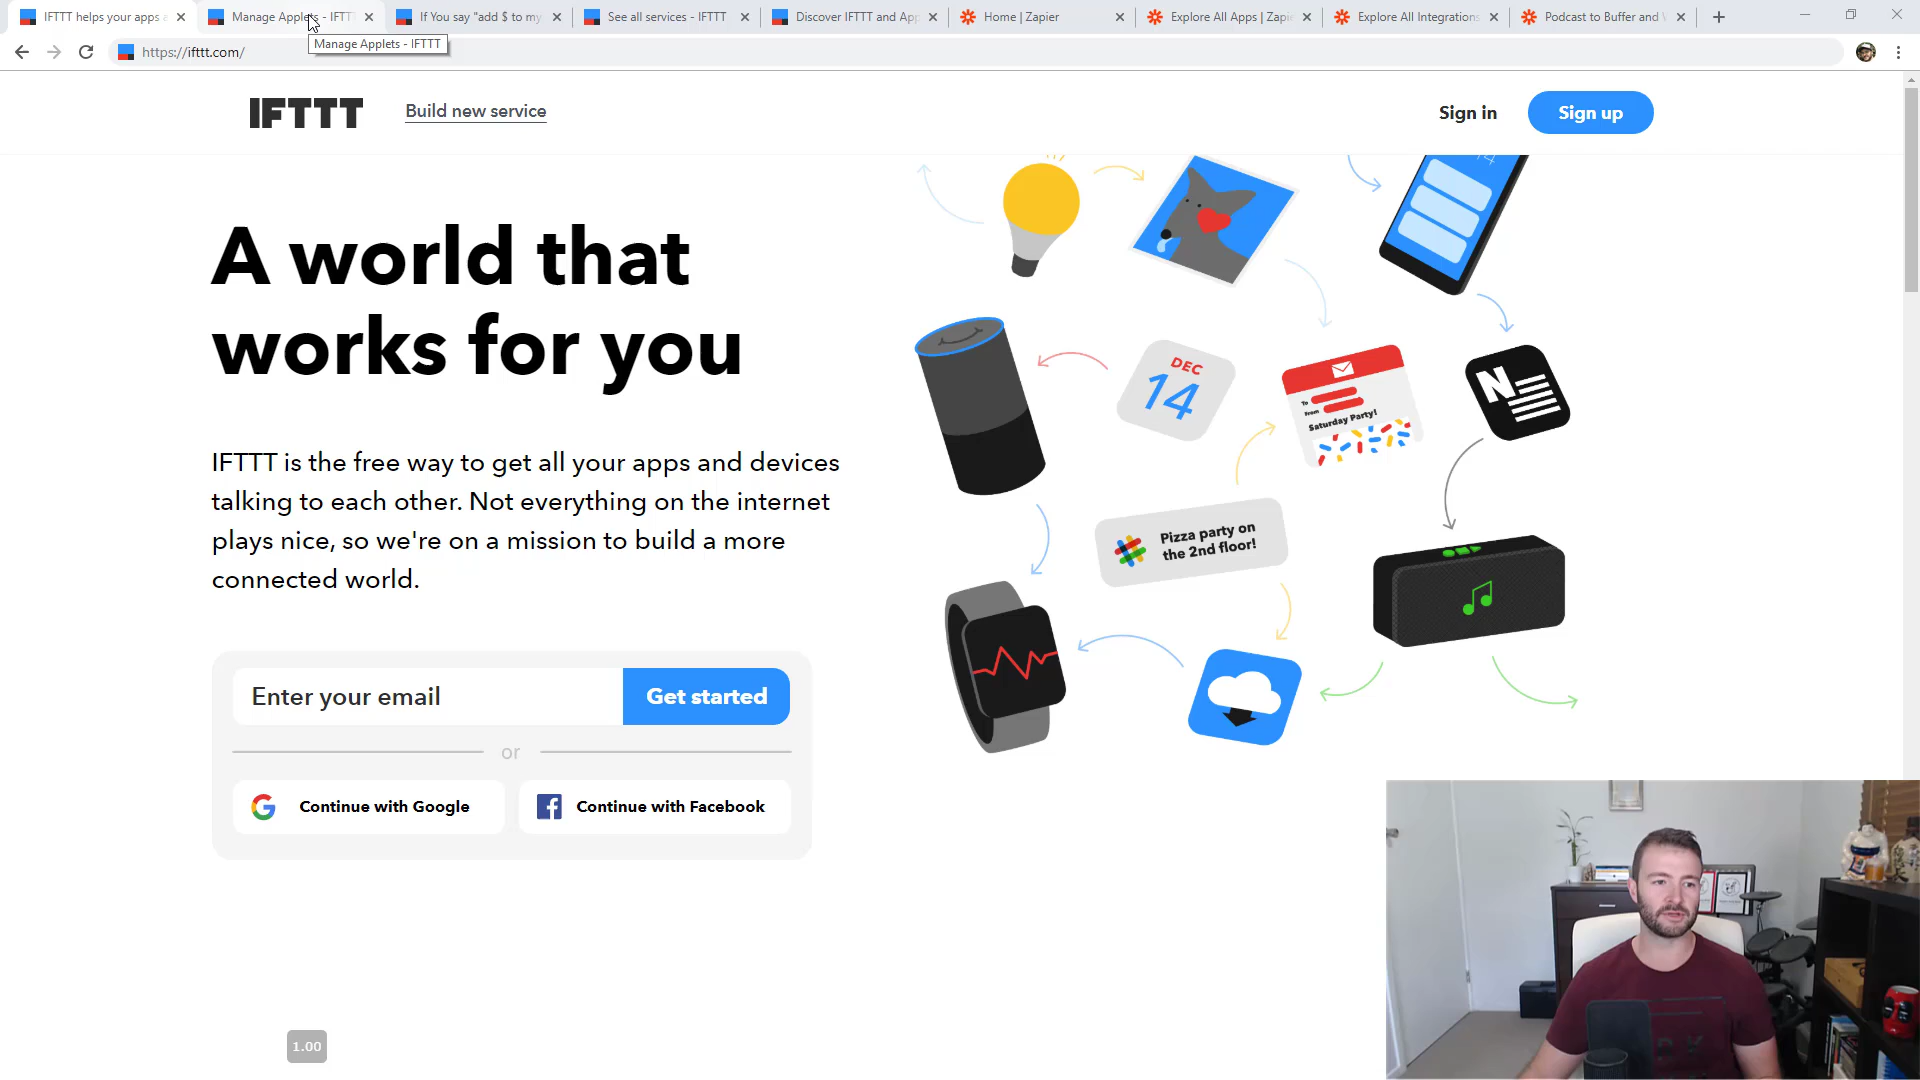 IFTTT helps your apps a
Manage Applets - IFTT
If You say "add $ to my
See all services - IFTTT
Discover IFTTT and App
Home | Zapier
Explore All Apps | Zapi
Explore All Integrations
Podcast to Buffer and
Manage Applets - IFTTT
https://ifttt.com/
IFTTT
Build new service
Sign in
Sign up
A world that
works for you
IFTTT is the free way to get all your apps and devices
talking to each other. Not everything on the internet
plays nice, so we're on a mission to build a more
connected world.
Enter your email
Get started
or
Continue with Google
Continue with Facebook
DEC
14
To
From
Saturday Party!
N
Pizza party on
the 2nd floor!
1.00